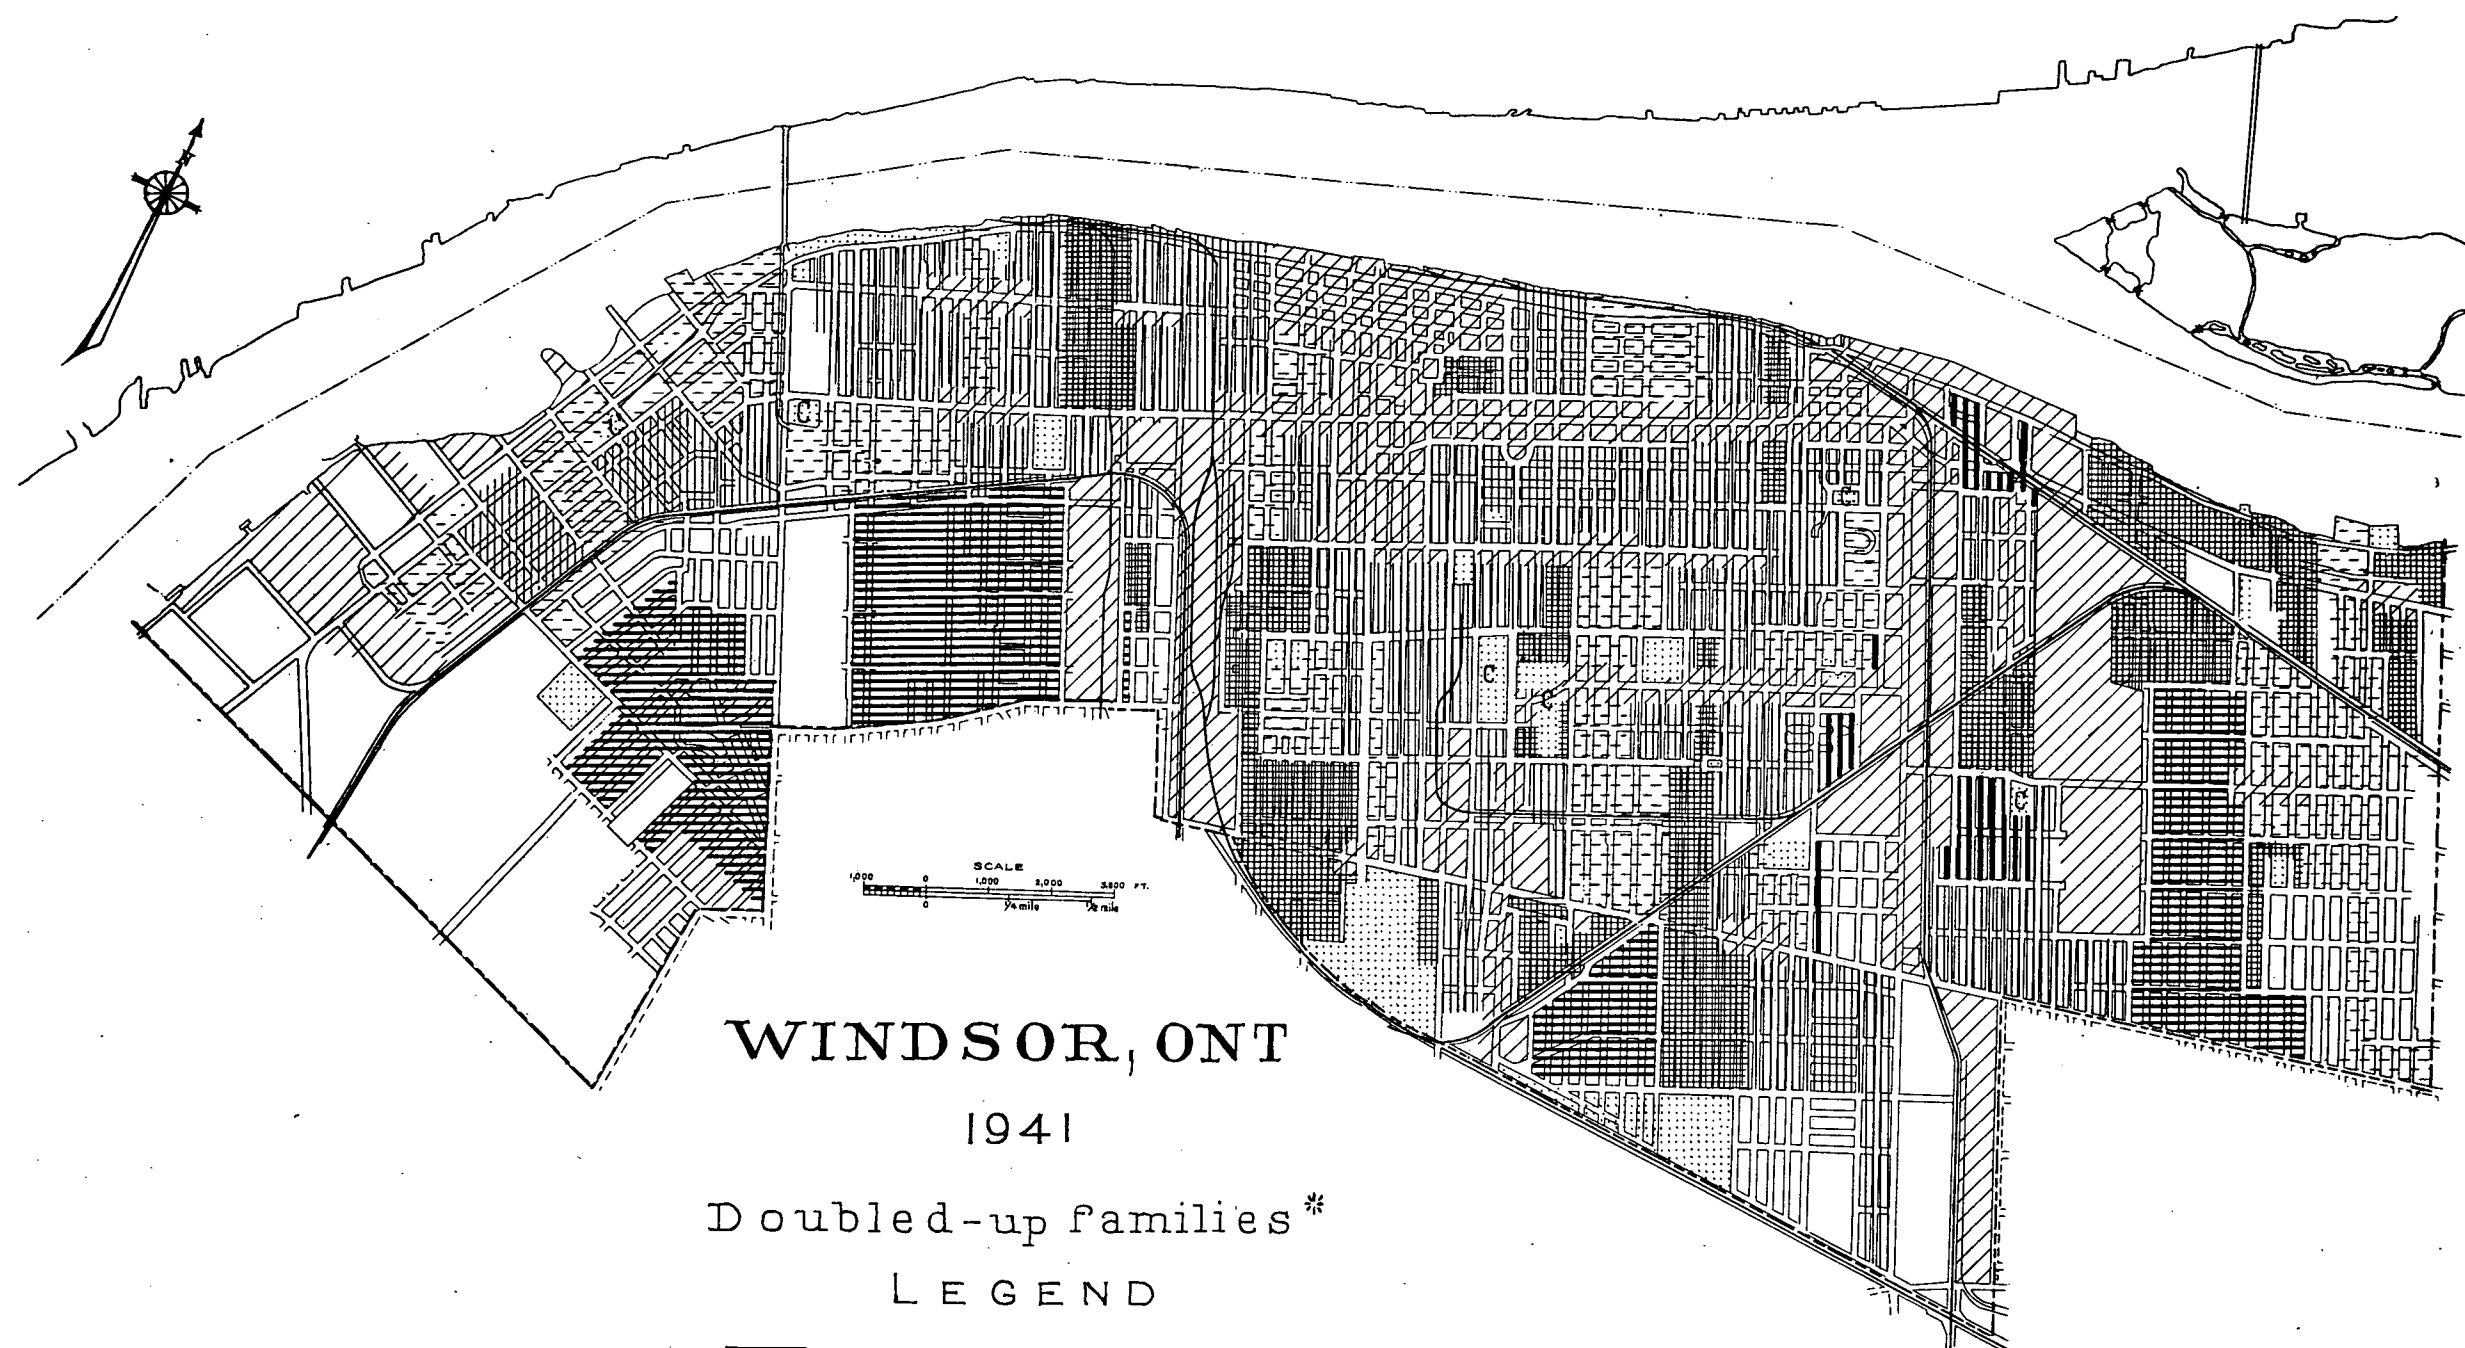 N
C
C
C
C
C
C
SCALE
1,000 0 1,000 2,000 3,800 FT.
0 1/4 mile 1/2 mile
WINDSOR, ONT
1941
Doubled-up families*
LEGEND